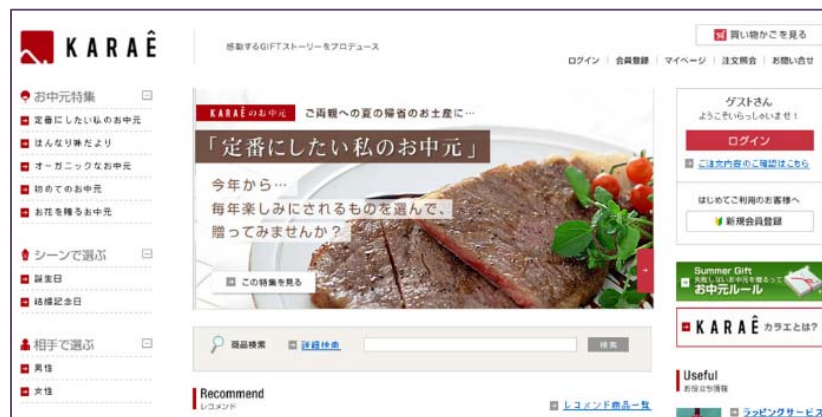 KARAÊ
感動するGIFTストーリーをプロデュース
買い物かごを見る
ログイン 会員登録 マイページ 注文照会 お問い合せ
お中元特集
定番にしたい私のお中元
はんなり味だより
オーガニックなお中元
初めてのお中元
お花を贈るお中元
シーンで選ぶ
誕生日
結婚記念日
相手で選ぶ
男性
女性
KARAÊのお中元 ご両親への夏の帰省のお土産に…
「定番にしたい私のお中元」
今年から…
毎年楽しみにされるものを選んで、
贈ってみませんか?
この特集を見る
商品検索 詳細検索 検索
Recommend
レコメンド
レコメンド商品一覧
ゲストさん
ようこそいらっしゃいませ!
ログイン
ご注文内容のご確認はこちら
はじめてご利用のお客様へ
新規会員登録
Summer Gift
失敗しないお中元を贈るって
お中元ルール
KARAÊ カラエとは?
Useful
お役立ち情報
ラッピングサービス